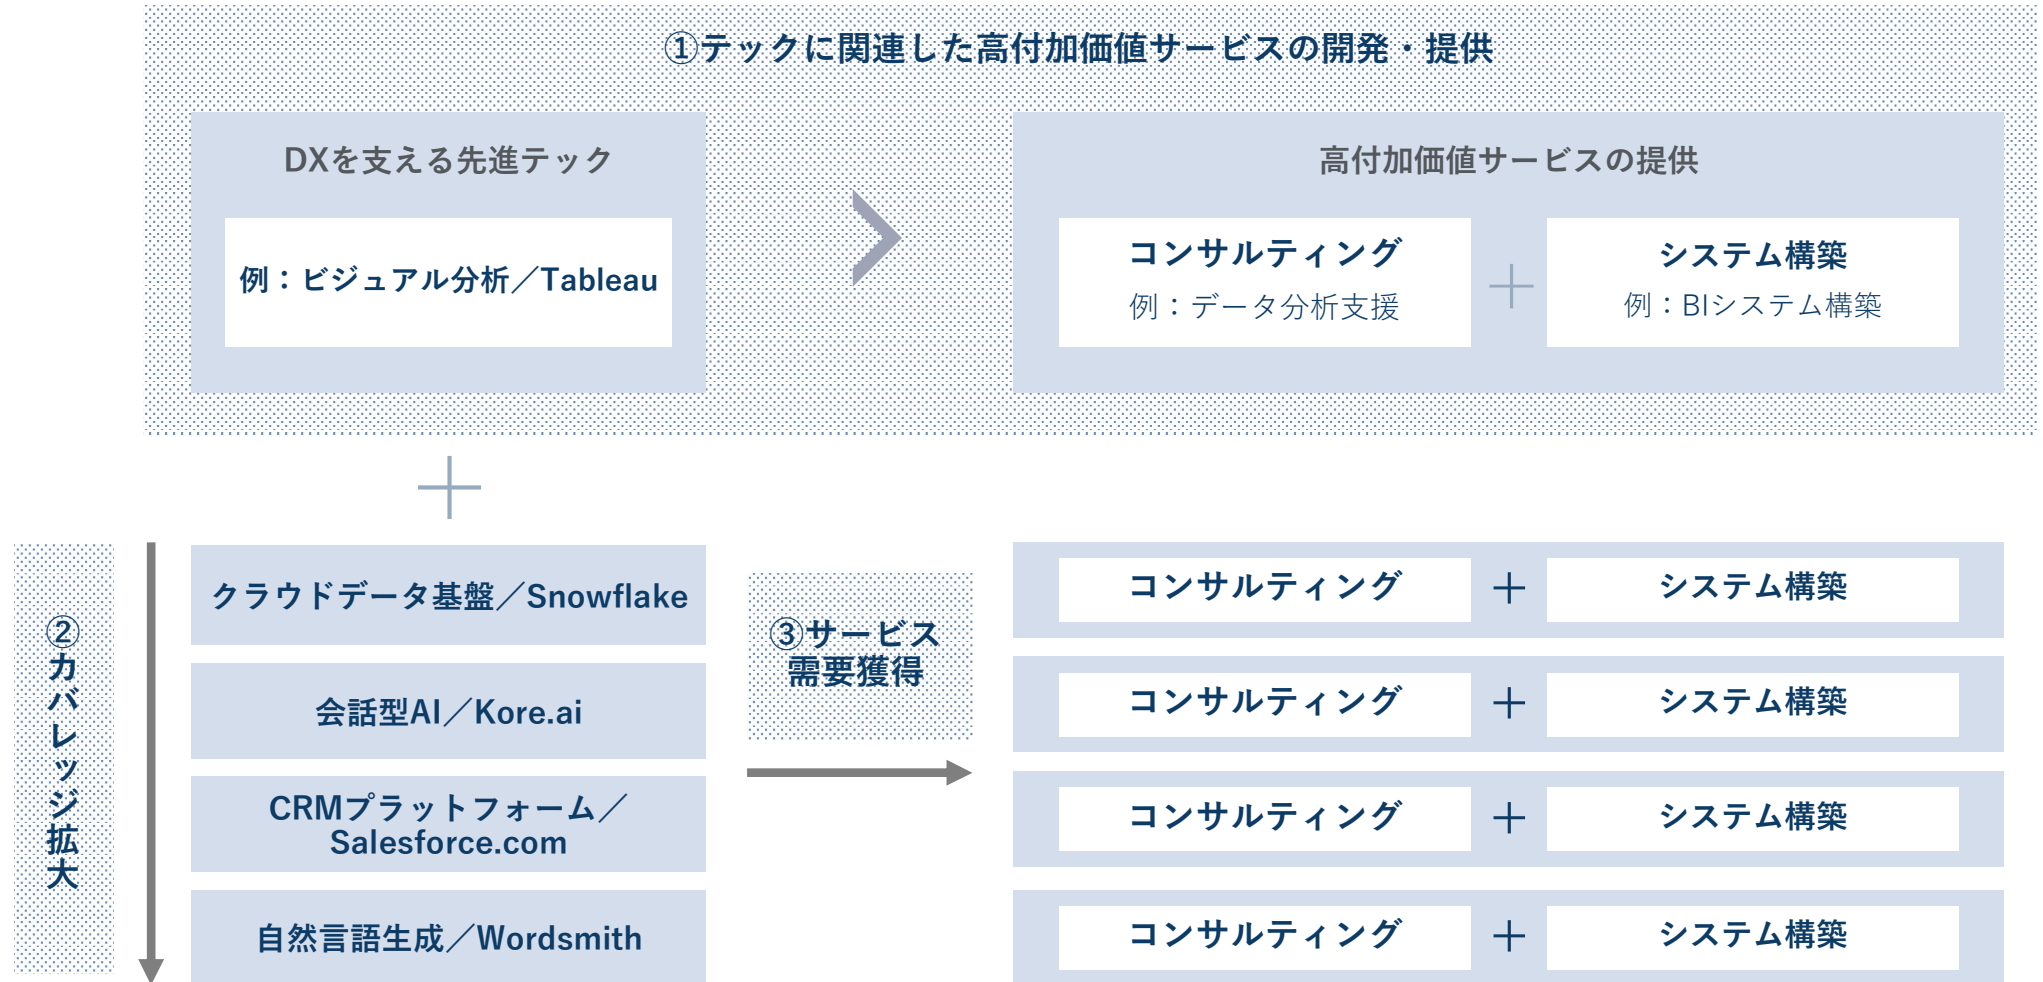 ①テックに関連した高付加価値サービスの開発・提供
DXを支える先進テック
例：ビジュアル分析／Tableau
高付加価値サービスの提供
コンサルティング
例：データ分析支援
＋
システム構築
例：BIシステム構築
＋
②カバレッジ拡大
クラウドデータ基盤／Snowflake
会話型AI／Kore.ai
CRMプラットフォーム／
Salesforce.com
自然言語生成／Wordsmith
③サービス
需要獲得
コンサルティング ＋ システム構築
コンサルティング ＋ システム構築
コンサルティング ＋ システム構築
コンサルティング ＋ システム構築